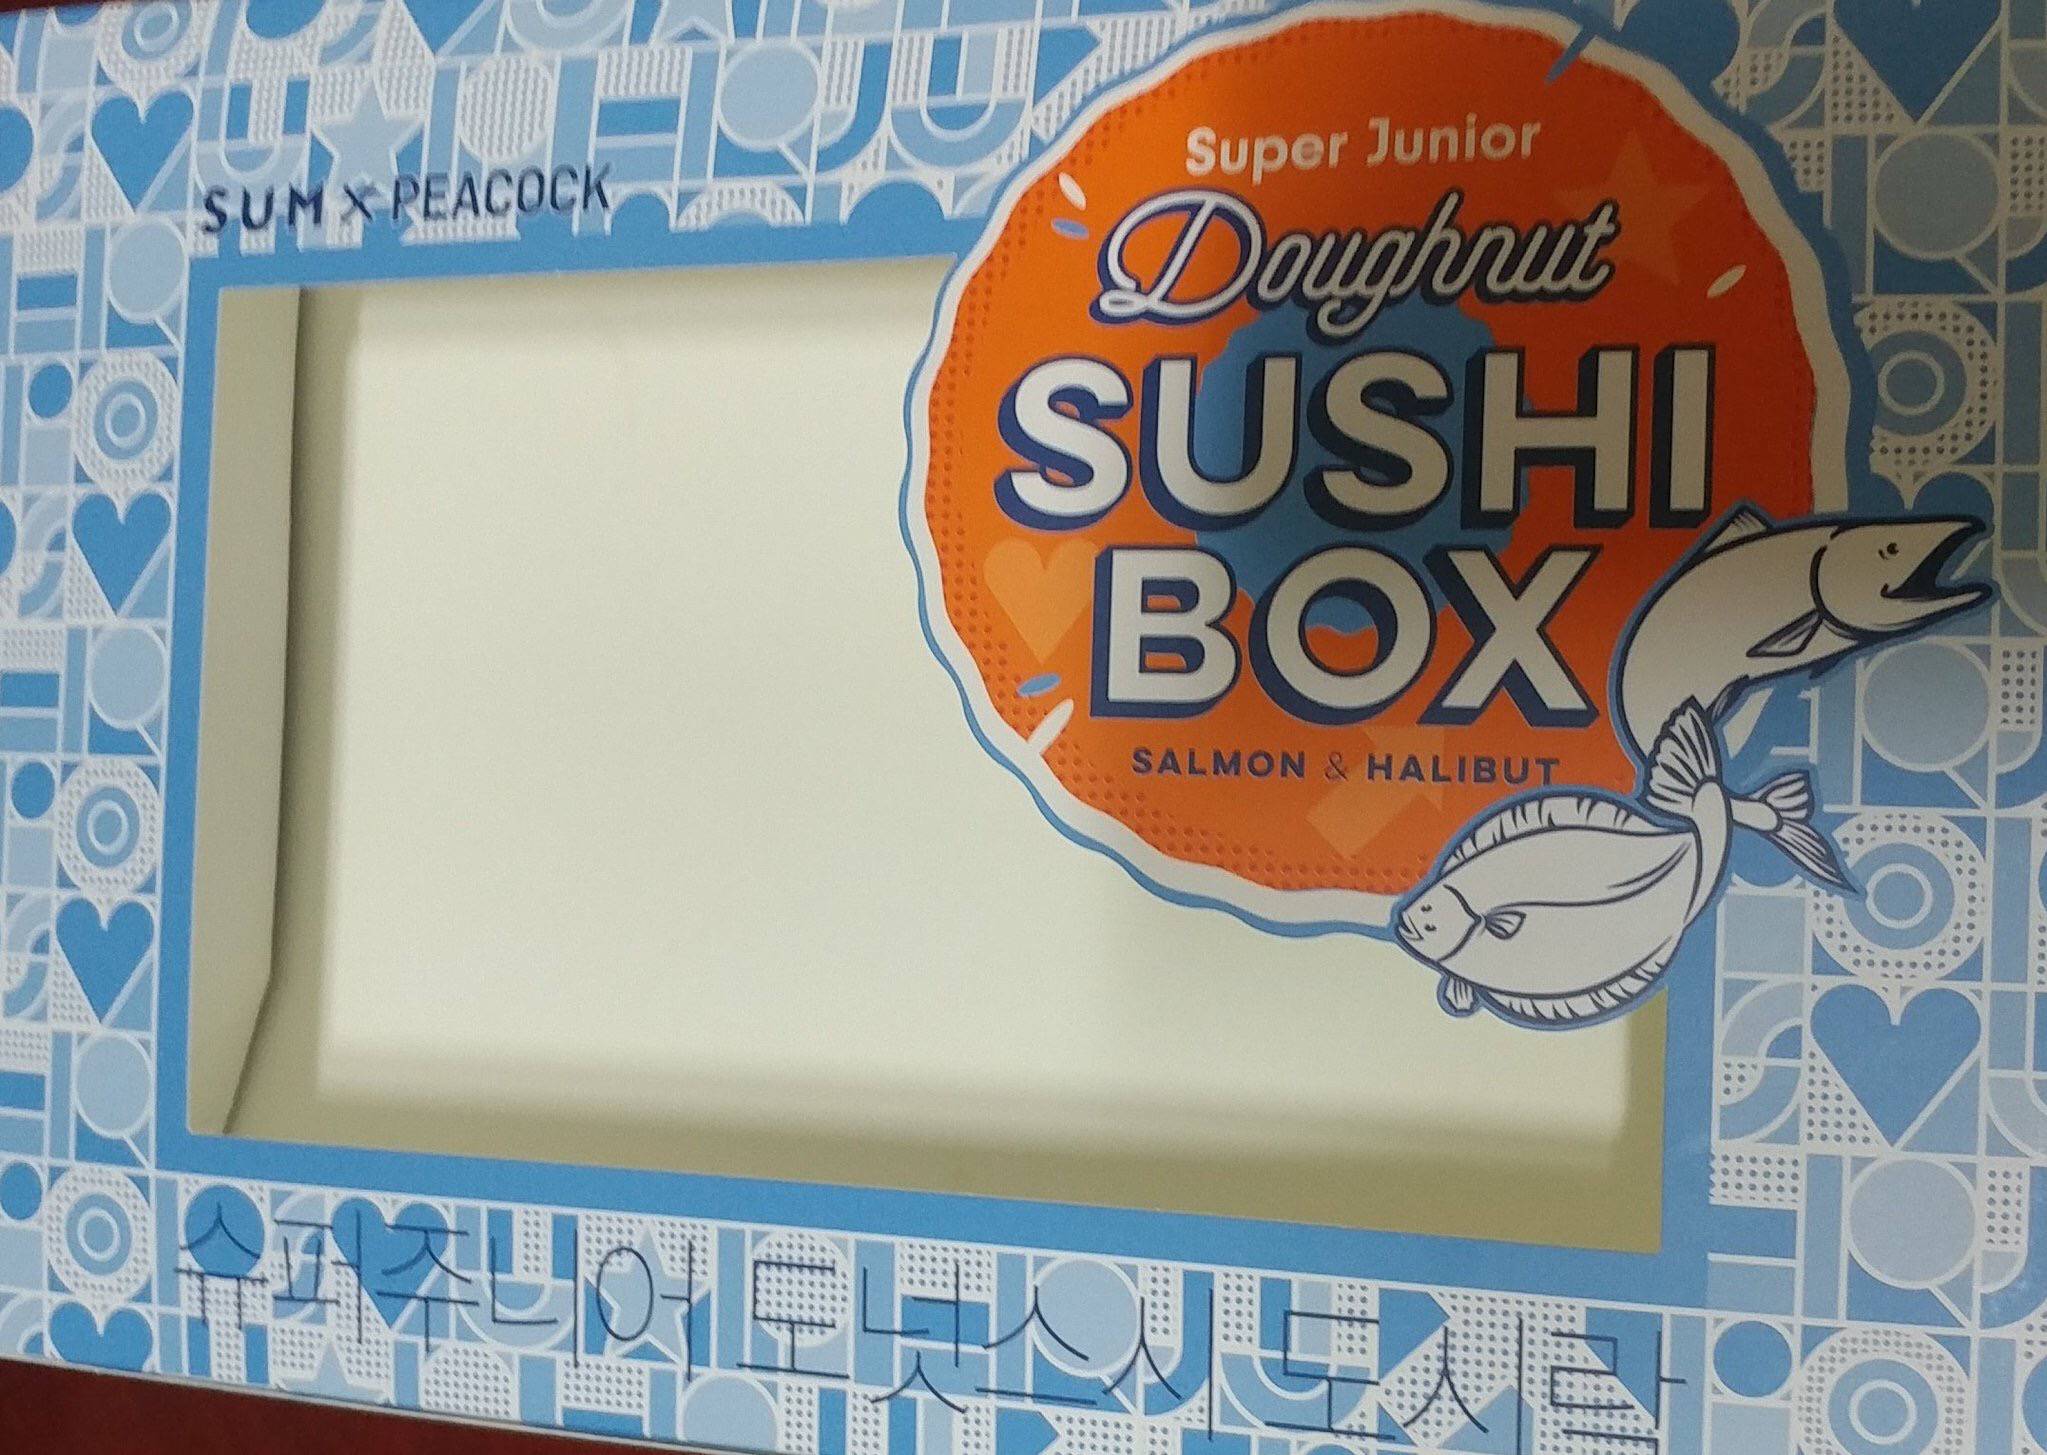 SUM X PEACOCK
Super Junior
Doughnut
SUSHI
BOX
SALMON & HALIBUT
슈퍼주니어 도넛스시 도시락